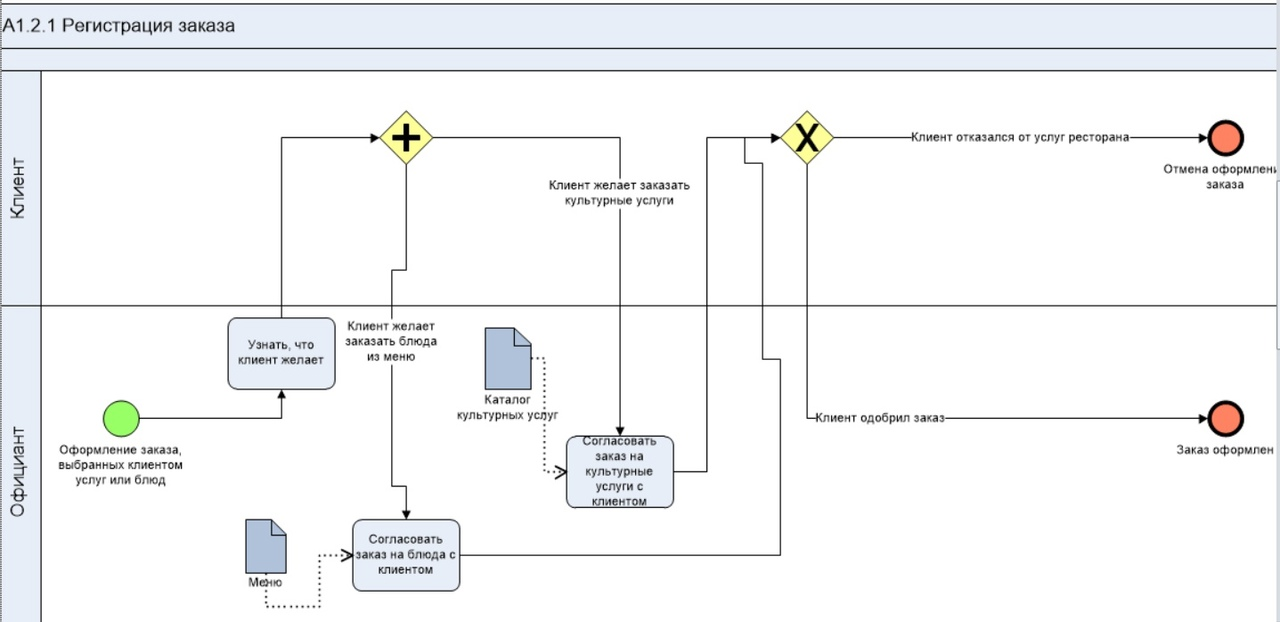 А1.2.1 Регистрация заказа
Клиент
Клиент отказался от услуг ресторана
Отмена оформлени
заказа
Клиент желает заказать
культурные услуги
Официант
Узнать, что
клиент желает
Клиент желает
заказать блюда
из меню
Каталог
культурных услуг
Оформление заказа,
выбранных клиентом
услуг или блюд
Согласовать
заказ на
культурные
услуги с
клиентом
Клиент одобрил заказ
Заказ оформлен
Меню
Согласовать
заказ на блюда с
клиентом